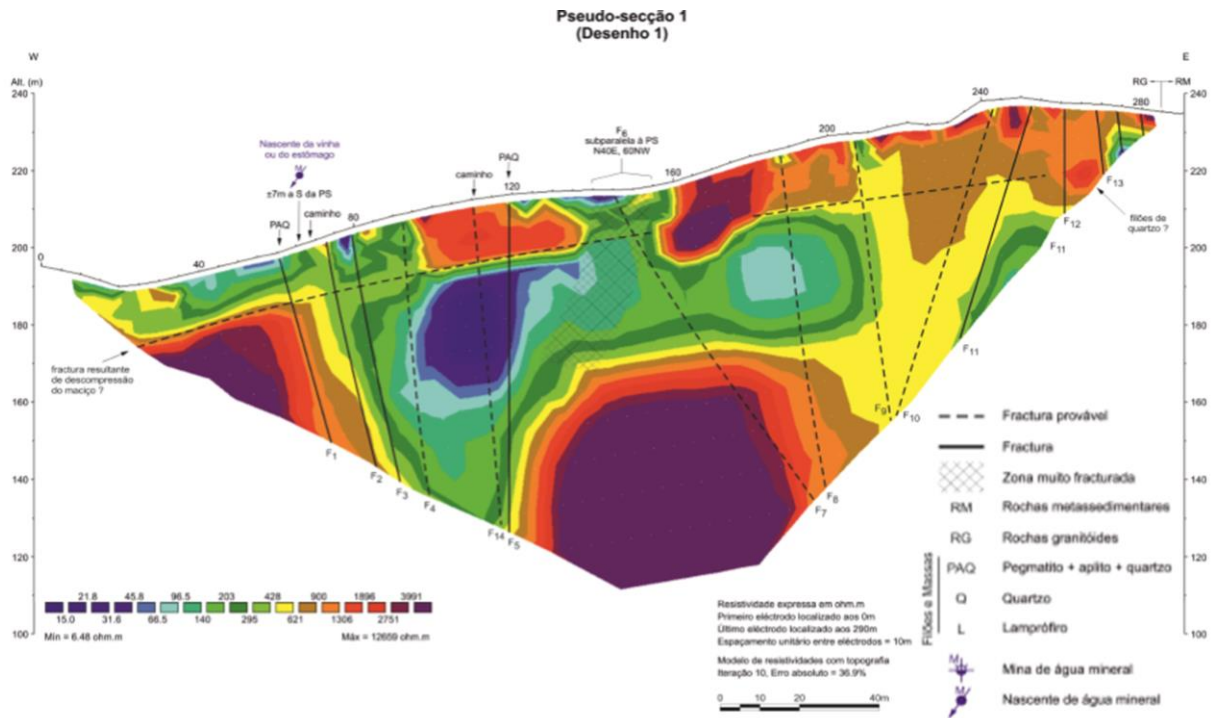 Pseudo-secção 1
(Desenho 1)
W
E
Alt. (m)
RG
RM
240
240
240
280
F6
subparalela à PS
N40E, 60NW
Nascente da vinha
ou do estômago
M
±7m a S da PS
PAQ
caminho
80
caminho
PAQ
120
160
200
220
220
F13
filões de
quartzo ?
F12
F11
200
200
0
40
180
180
F11
fractura resultante
de descompressão
do maciço ?
160
160
F9
F10
F1
F2
F3
F4
F14
F5
F8
F7
140
140
120
120
100
100
21.8 45.8 96.5 203 428 900 1896 3991
15.0 31.6 66.5 140 295 621 1306 2751
Min = 6.48 ohm.m
Máx = 12659 ohm.m
Resistividade expressa em ohm.m
Primeiro eléctrodo localizado aos 0m
Último eléctrodo localizado aos 290m
Espaçamento unitário entre eléctrodos = 10m
Modelo de resistividades com topografia
Iteração 10, Erro absoluto = 36.9%
0 10 20 40m
Fractura provável
Fractura
Zona muito fracturada
RM Rochas metassedimentares
RG Rochas granitóides
Filões e Massas
PAQ Pegmatito + aplito + quartzo
Q Quartzo
L Lamprófiro
M Mina de água mineral
M Nascente de água mineral